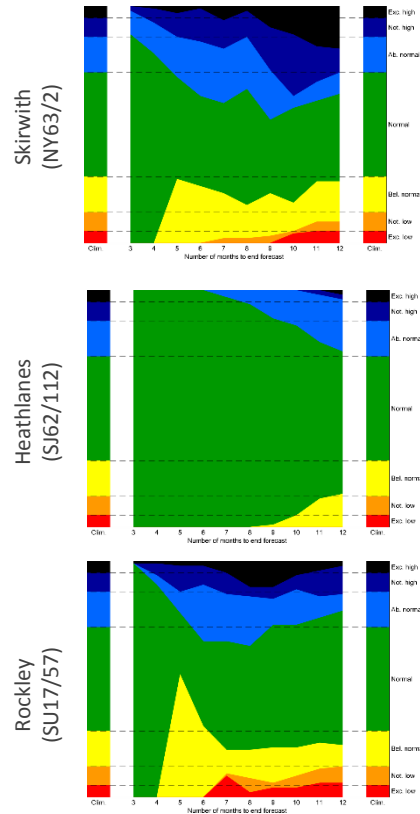 Skirwith
(NY63/2)
Exc. high
Not. high
Ab. normal
Normal
Bel. normal
Not. low
Exc. low
Clim.
3 4 5 6 7 8 9 10 11 12
Clim.
Number of months to end forecast
Heathlanes
(SJ62/112)
Exc. high
Not. high
Ab. normal
Normal
Bel. normal
Not. low
Exc. low
Clim.
3 4 5 6 7 8 9 10 11 12
Clim.
Number of months to end forecast
Rockley
(SU17/57)
Exc. high
Not. high
Ab. normal
Normal
Bel. normal
Not. low
Exc. low
Clim.
3 4 5 6 7 8 9 10 11 12
Clim.
Number of months to end forecast